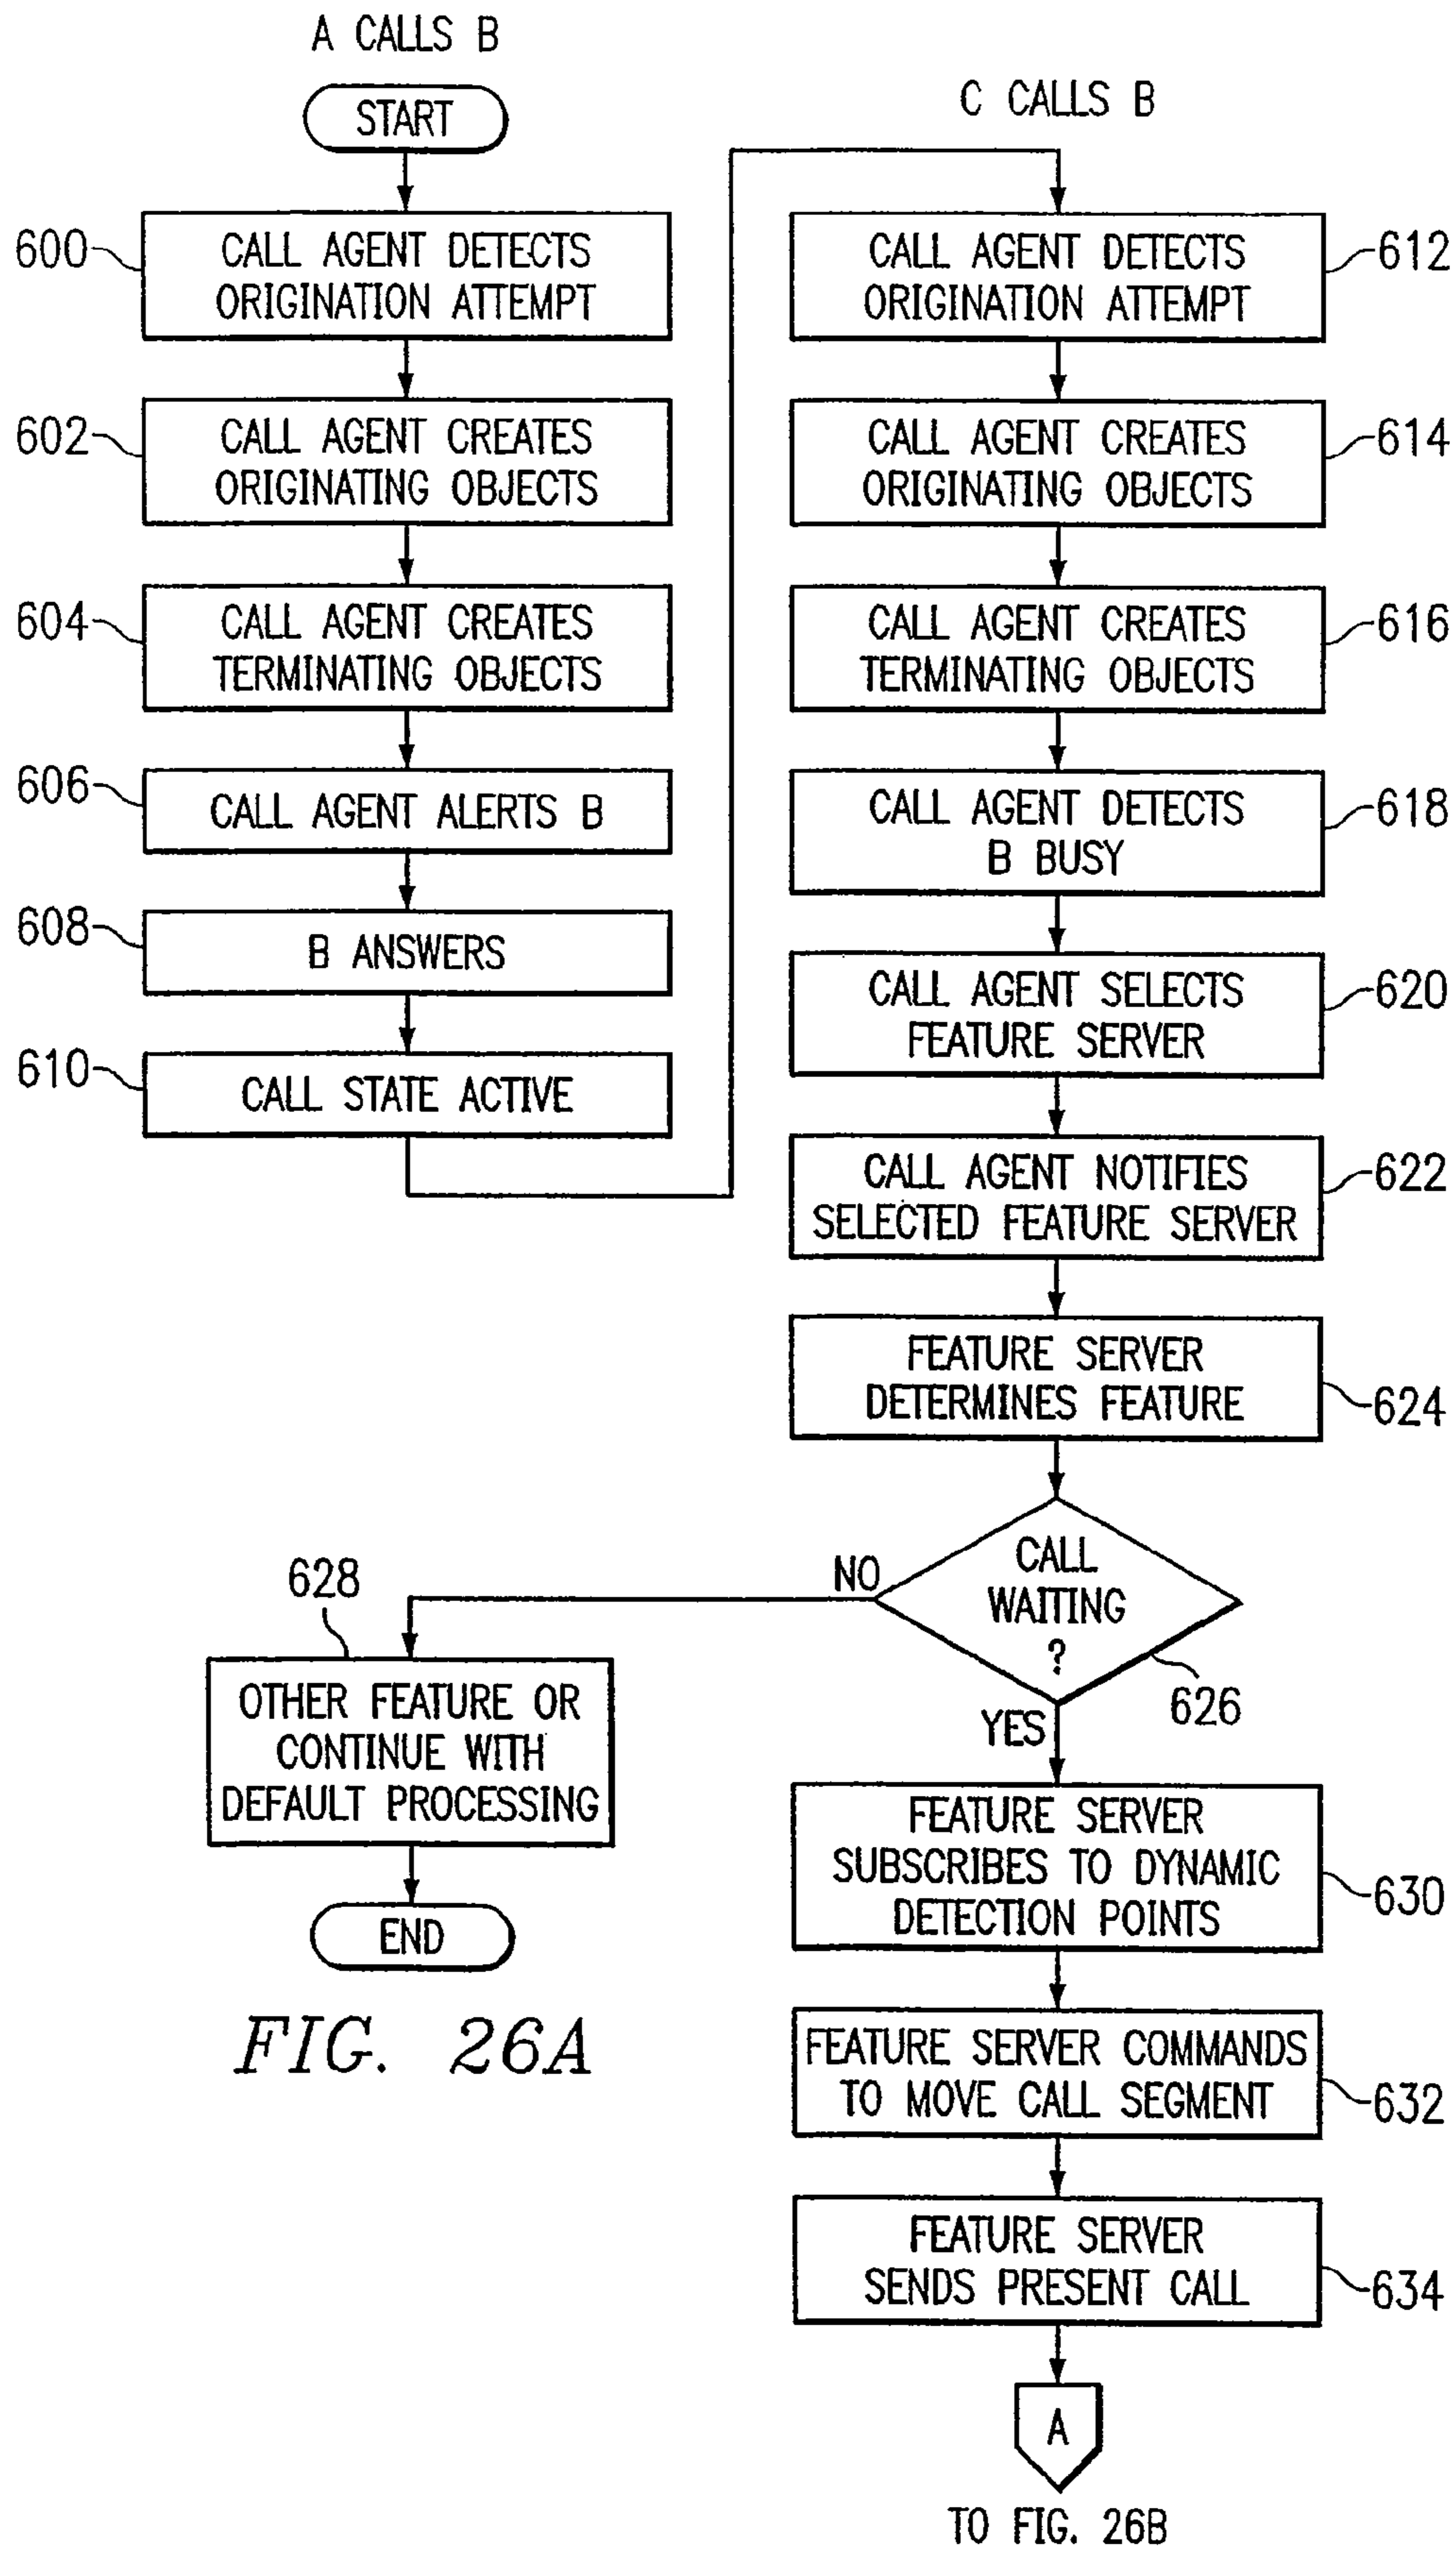 A CALLS B
START
600
CALL AGENT DETECTS
ORIGINATION ATTEMPT
602
CALL AGENT CREATES
ORIGINATING OBJECTS
604
CALL AGENT CREATES
TERMINATING OBJECTS
606
CALL AGENT ALERTS B
608
B ANSWERS
610
CALL STATE ACTIVE
C CALLS B
CALL AGENT DETECTS
ORIGINATION ATTEMPT
612
CALL AGENT CREATES
ORIGINATING OBJECTS
614
CALL AGENT CREATES
TERMINATING OBJECTS
616
CALL AGENT DETECTS
B BUSY
618
CALL AGENT SELECTS
FEATURE SERVER
620
CALL AGENT NOTIFIES
SELECTED FEATURE SERVER
622
FEATURE SERVER
DETERMINES FEATURE
624
CALL
WAITING
?
626
NO
628
OTHER FEATURE OR
CONTINUE WITH
DEFAULT PROCESSING
END
YES
FEATURE SERVER
SUBSCRIBES TO DYNAMIC
DETECTION POINTS
630
FEATURE SERVER COMMANDS
TO MOVE CALL SEGMENT
632
FEATURE SERVER
SENDS PRESENT CALL
634
A
TO FIG. 26B
FIG. 26A